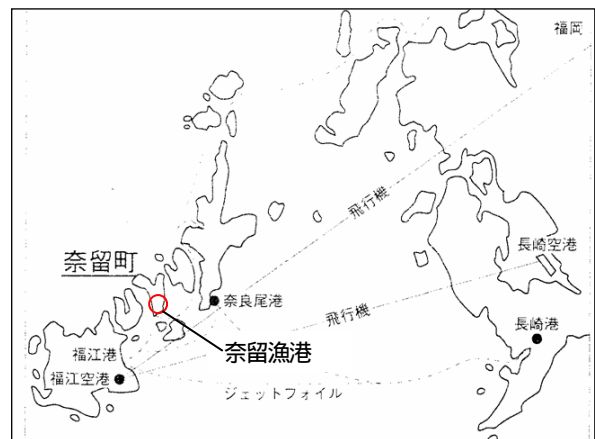 福岡
飛行機
長崎空港
奈留町
奈良尾港
飛行機
長崎港
奈留漁港
福江港
福江空港
ジェットフォイル